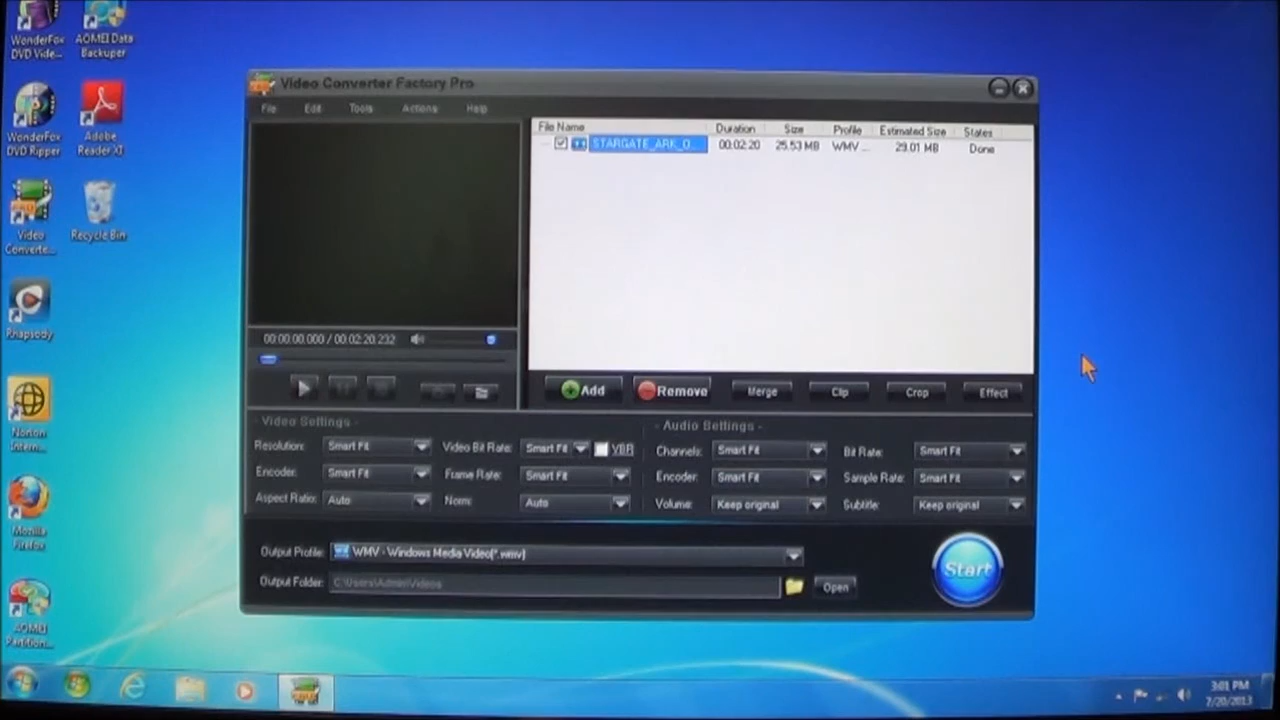 WonderFox
DVD Vide...
AOMEI Data
Backuper
WonderFox
DVD Ripper
Adobe
Reader XI
Video
Converte...
Recycle Bin
Rhapsody
Norton
Intern...
Mozilla
Firefox
AOMEI
Partition...
Video Converter Factory Pro
File Edit Tools Actions Help
File Name Duration Size Profile Estimated Size States
STARGATE_ARK_O... 00:02:20 25.53 MB WMV ... 29.01 MB Done
00:00:00.000 / 00:02:20.232
Add Remove Merge Clip Crop Effect
- Video Settings -
Resolution: Smart Fit Video Bit Rate: Smart Fit VBR
Encoder: Smart Fit Frame Rate: Smart Fit
Aspect Ratio: Auto Norm: Auto
- Audio Settings -
Channels: Smart Fit Bit Rate: Smart Fit
Encoder: Smart Fit Sample Rate: Smart Fit
Volume: Keep original Subtitle: Keep original
Output Profile: WMV - Windows Media Video(*.wmv)
Output Folder: C:\Users\Admin\Videos
Open
Start
3:01 PM
7/20/2013